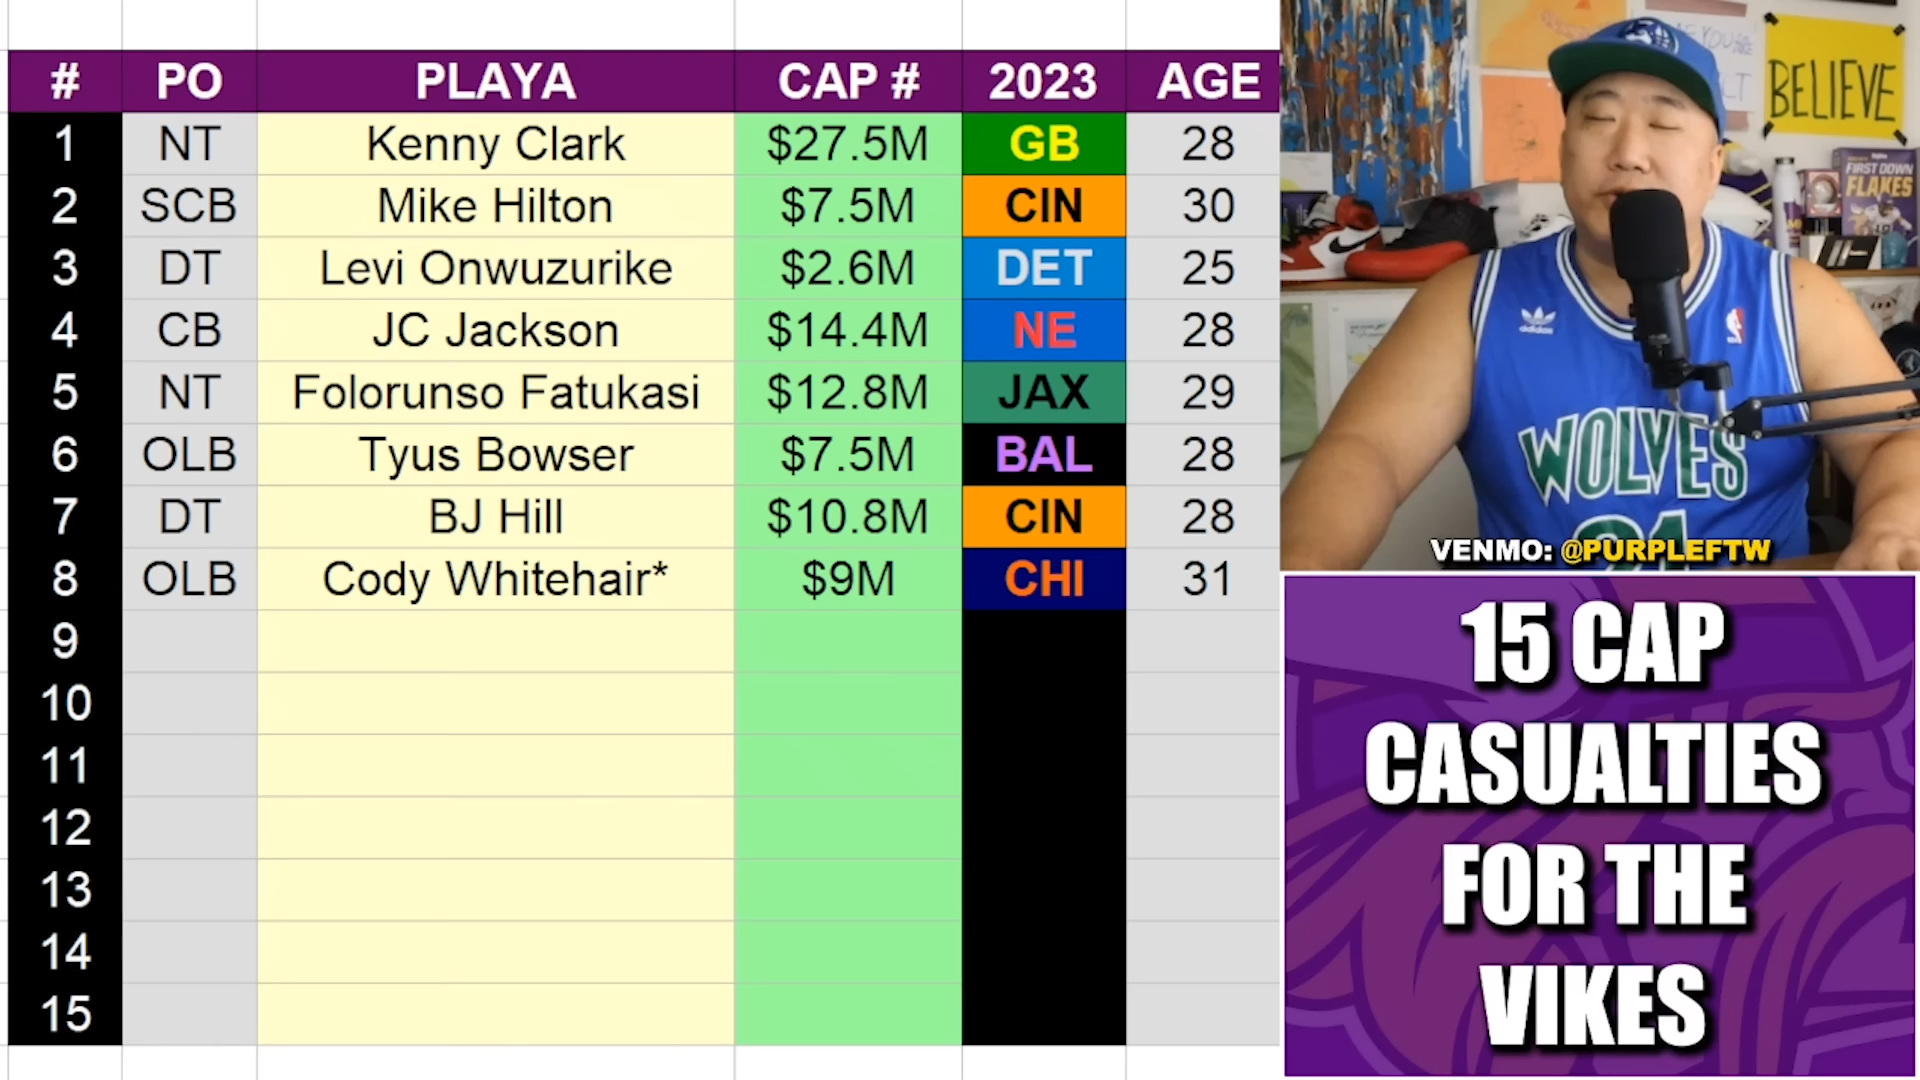 # PO PLAYA CAP # 2023 AGE
1 NT Kenny Clark $27.5M GB 28
2 SCB Mike Hilton $7.5M CIN 30
3 DT Levi Onwuzurike $2.6M DET 25
4 CB JC Jackson $14.4M NE 28
5 NT Folorunso Fatukasi $12.8M JAX 29
6 OLB Tyus Bowser $7.5M BAL 28
7 DT BJ Hill $10.8M CIN 28
8 OLB Cody Whitehair* $9M CHI 31
9
10
11
12
13
14
15
BELIEVE
FIRST DOWN
FLAKES
adidas
WOLVES
21
VENMO: @PURPLEFTW
15 CAP
CASUALTIES
FOR THE
VIKES